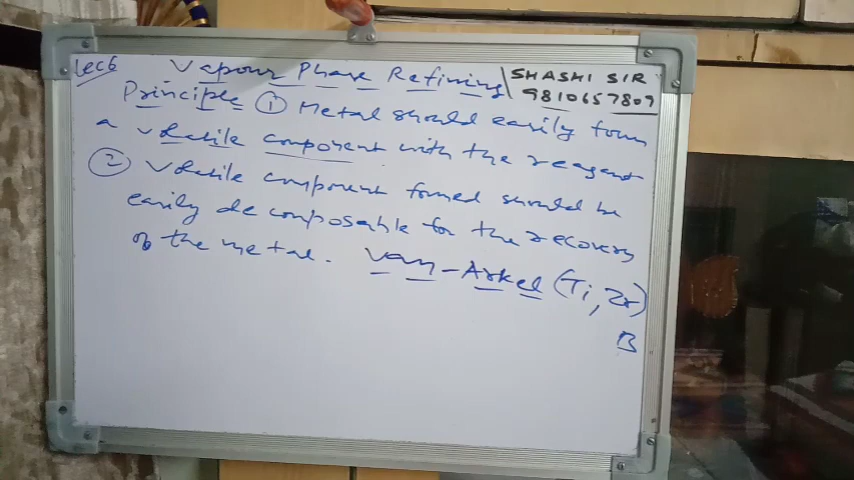 Lec6 Vapour Phase Refining SHASHI SIR
9810657809
Principle ① Metal should easily form
a volatile component with the reagent
② Volatile component formed should be
easily decomposable for the recovery
of the metal. Van-Arkel (Ti, Zr)
B